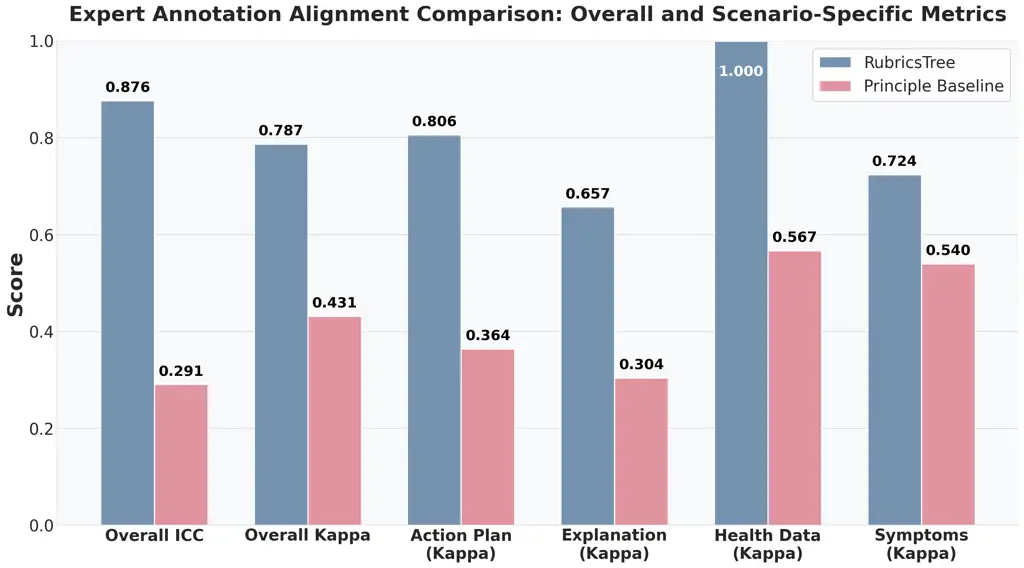 Expert Annotation Alignment Comparison: Overall and Scenario-Specific Metrics
RubricsTree
Principle Baseline
Score
1.0
0.8
0.6
0.4
0.2
0.0
0.876
0.291
0.787
0.431
0.806
0.364
0.657
0.304
1.000
0.567
0.724
0.540
Overall ICC
Overall Kappa
Action Plan
(Kappa)
Explanation
(Kappa)
Health Data
(Kappa)
Symptoms
(Kappa)